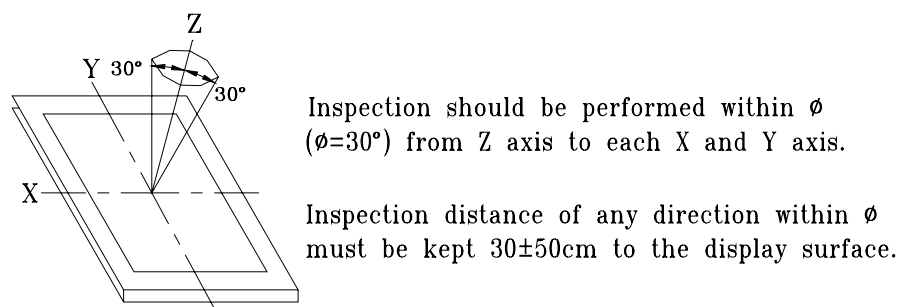 Z
Y 30°
30°
X
Inspection should be performed within ø
(ø=30°) from Z axis to each X and Y axis.
Inspection distance of any direction within ø
must be kept 30±50cm to the display surface.